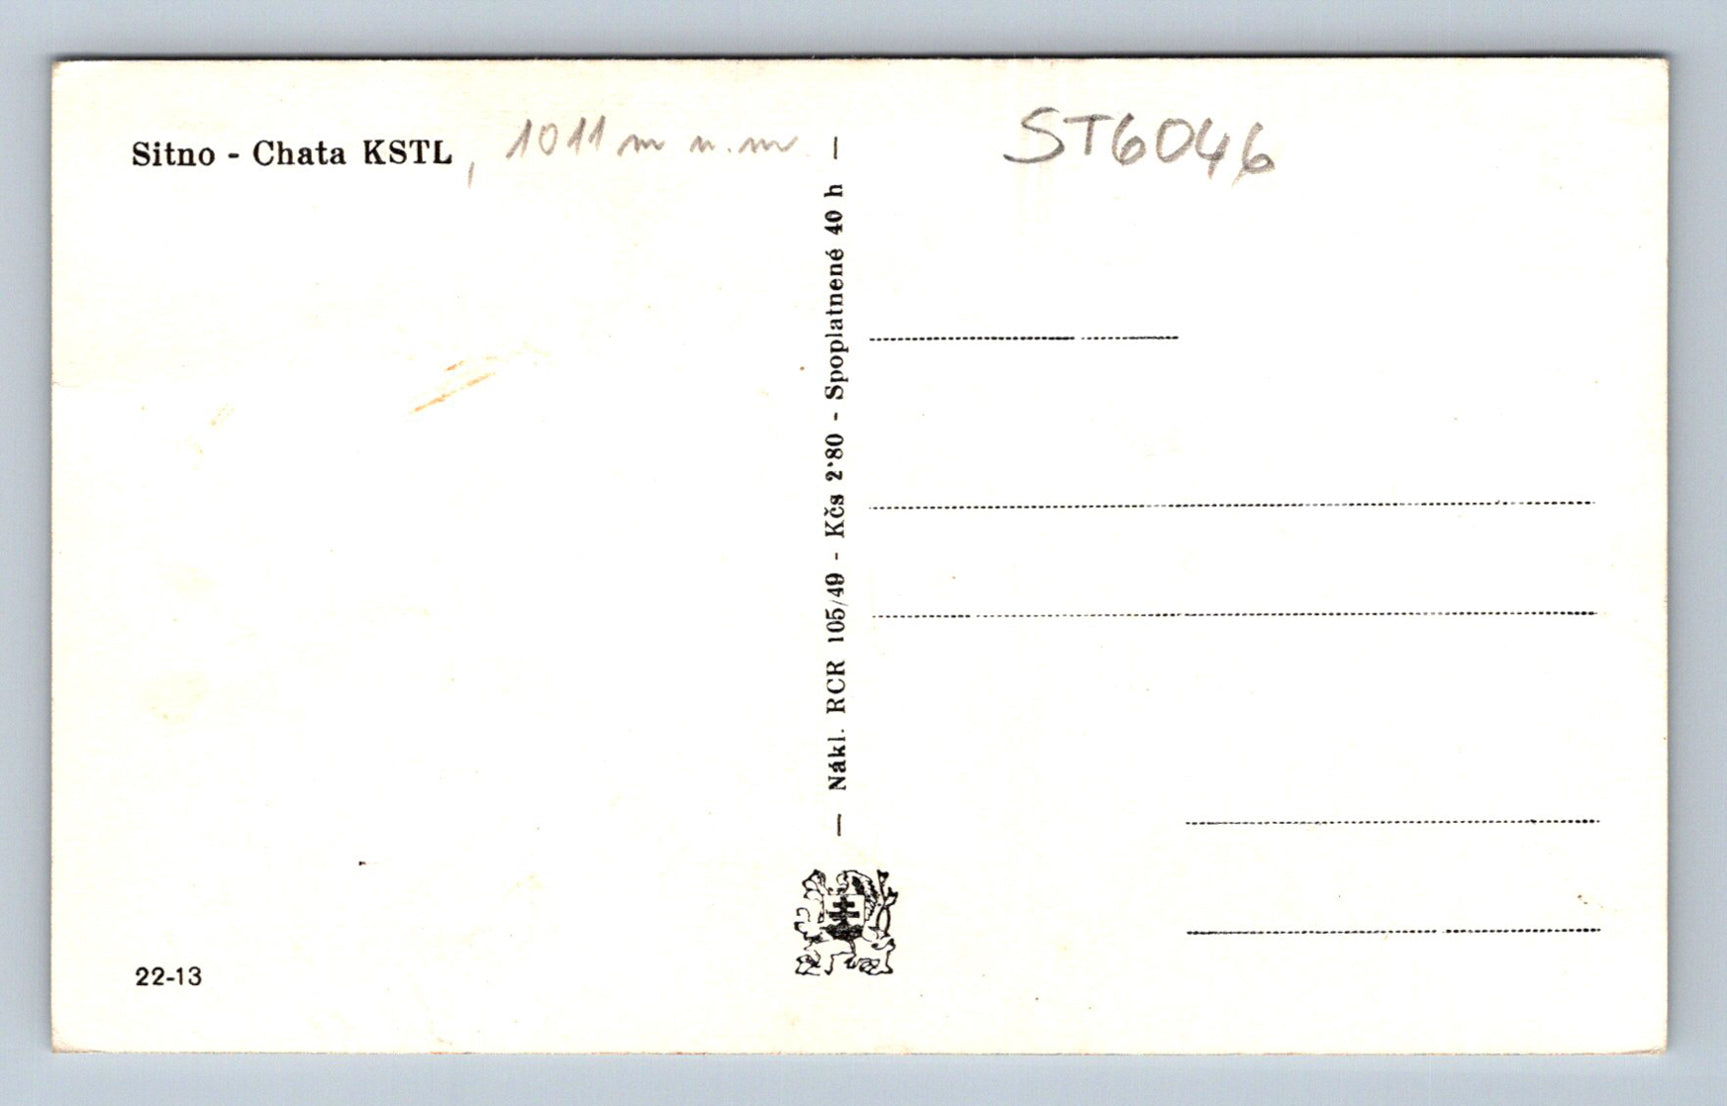 Sitno - Chata KSTL, 1011 m n. m
ST6046
— Nákl. RCR 105/49 - Kčs 2·80 - Spoplatnené 40 h —
22-13